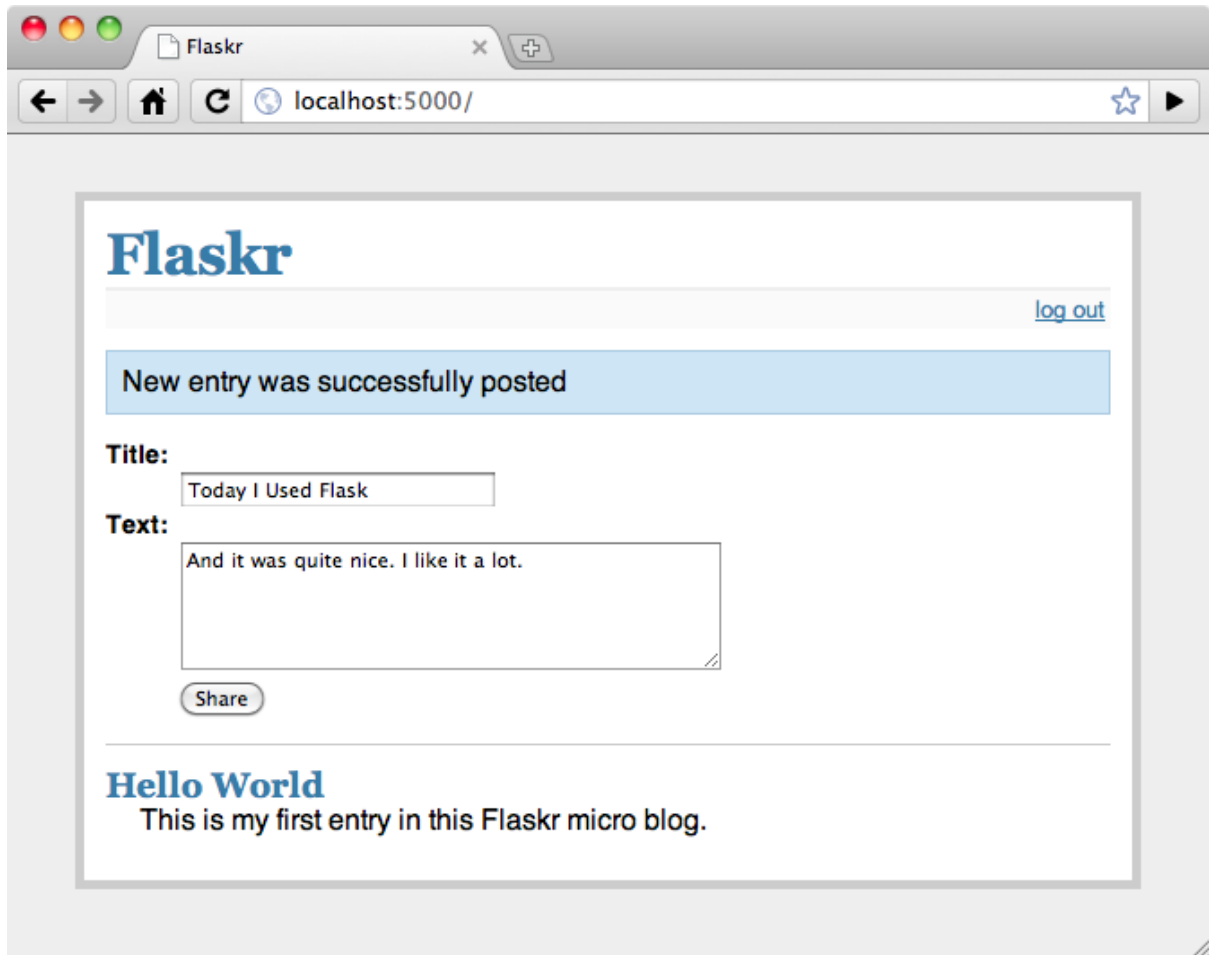 Flaskr
localhost:5000/
Flaskr
log out
New entry was successfully posted
Title:
Today I Used Flask
Text:
And it was quite nice. I like it a lot.
Share
Hello World
This is my first entry in this Flaskr micro blog.